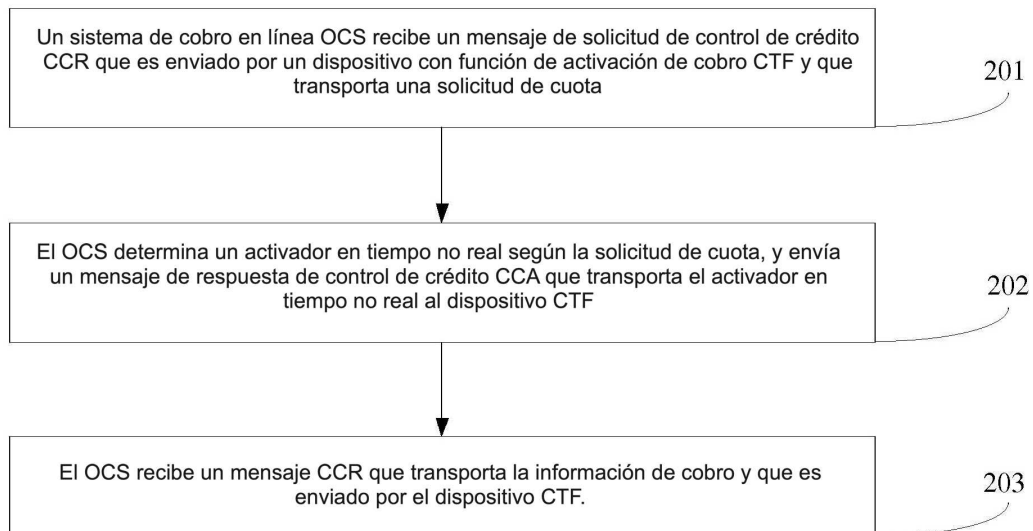 Un sistema de cobro en línea OCS recibe un mensaje de solicitud de control de crédito
CCR que es enviado por un dispositivo con función de activación de cobro CTF y que
transporta una solicitud de cuota
201
El OCS determina un activador en tiempo no real según la solicitud de cuota, y envía
un mensaje de respuesta de control de crédito CCA que transporta el activador en
tiempo no real al dispositivo CTF
202
El OCS recibe un mensaje CCR que transporta la información de cobro y que es
enviado por el dispositivo CTF.
203